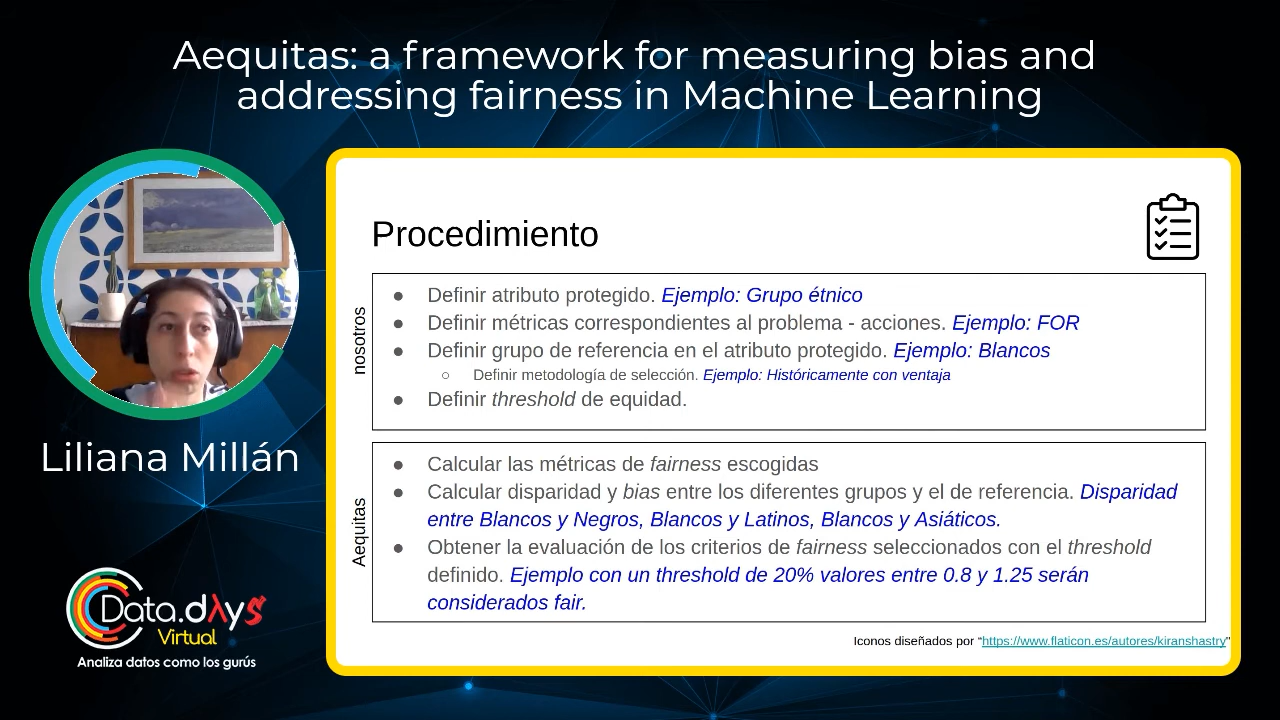 Aequitas: a framework for measuring bias and
addressing fairness in Machine Learning
Procedimiento
nosotros
● Definir atributo protegido. Ejemplo: Grupo étnico
● Definir métricas correspondientes al problema - acciones. Ejemplo: FOR
● Definir grupo de referencia en el atributo protegido. Ejemplo: Blancos
○ Definir metodología de selección. Ejemplo: Históricamente con ventaja
● Definir threshold de equidad.
Aequitas
● Calcular las métricas de fairness escogidas
● Calcular disparidad y bias entre los diferentes grupos y el de referencia. Disparidad
entre Blancos y Negros, Blancos y Latinos, Blancos y Asiáticos.
● Obtener la evaluación de los criterios de fairness seleccionados con el threshold
definido. Ejemplo con un threshold de 20% valores entre 0.8 y 1.25 serán
considerados fair.
Iconos diseñados por “https://www.flaticon.es/autores/kiranshastry”
Liliana Millán
Data.dAys
Virtual
Analiza datos como los gurús